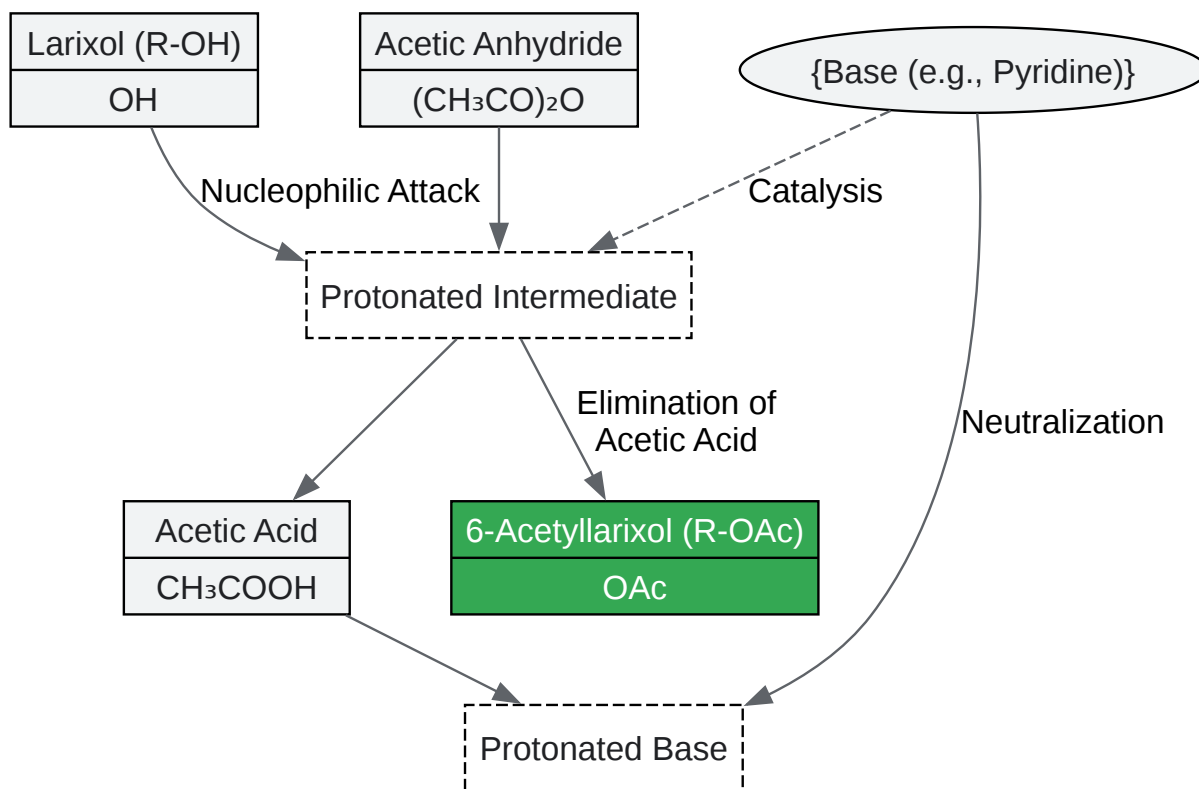 Larixol (R-OH)
OH
Acetic Anhydride
(CH₃CO)₂O
{Base (e.g., Pyridine)}
Nucleophilic Attack
Catalysis
Protonated Intermediate
Elimination of
Acetic Acid
Neutralization
Acetic Acid
CH₃COOH
6-Acetyllarixol (R-OAc)
OAc
Protonated Base